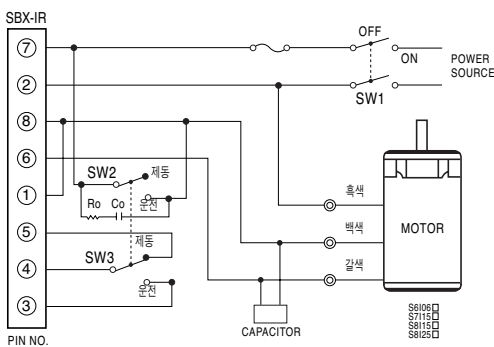 SBX-IR
OFF
7
ON
POWER
SOURCE
2
SW1
8
6
SW2
제동
흑색
1
Ro
Co
운전
MOTOR
백색
5
제동
SW3
갈색
4
운전
3
CAPACITOR
S6I06□
S7I15□
S8I15□
S8I25□
PIN NO.